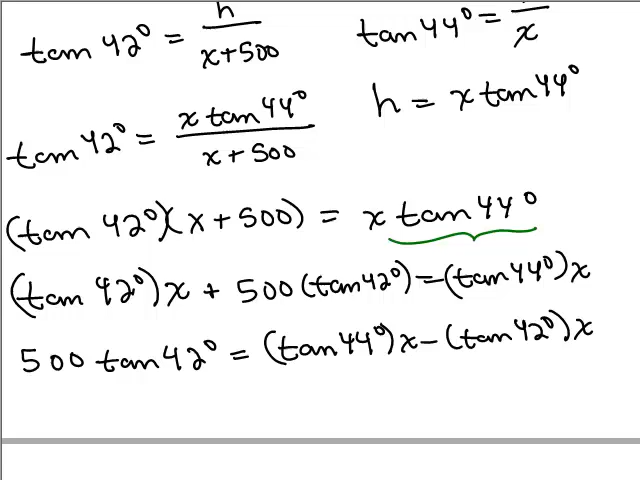 tan 42° = h / x+500
tan 44° = / x
h = x tan 44°
tan 42° = x tan 44° / x + 500
(tan 42°)(x + 500) = x tan 44°
(tan 42°)x + 500 (tan 42°) = (tan 44°)x
500 tan 42° = (tan 44°)x - (tan 42°)x